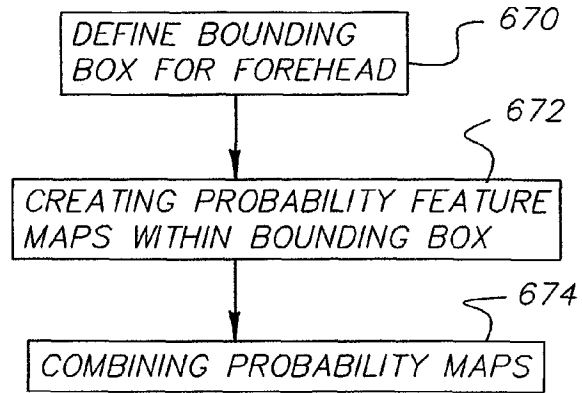 DEFINE BOUNDING
BOX FOR FOREHEAD
670
672
CREATING PROBABILITY FEATURE
MAPS WITHIN BOUNDING BOX
674
COMBINING PROBABILITY MAPS